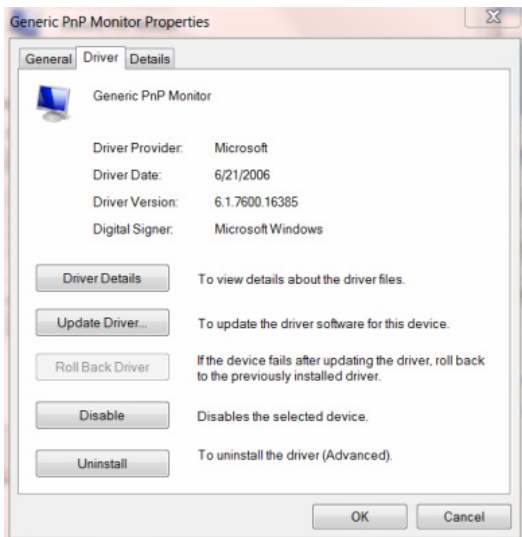 Generic PnP Monitor Properties
General Driver Details
Generic PnP Monitor
Driver Provider: Microsoft
Driver Date: 6/21/2006
Driver Version: 6.1.7600.16385
Digital Signer: Microsoft Windows
Driver Details To view details about the driver files.
Update Driver... To update the driver software for this device.
Roll Back Driver If the device fails after updating the driver, roll back
to the previously installed driver.
Disable Disables the selected device.
Uninstall To uninstall the driver (Advanced).
OK Cancel